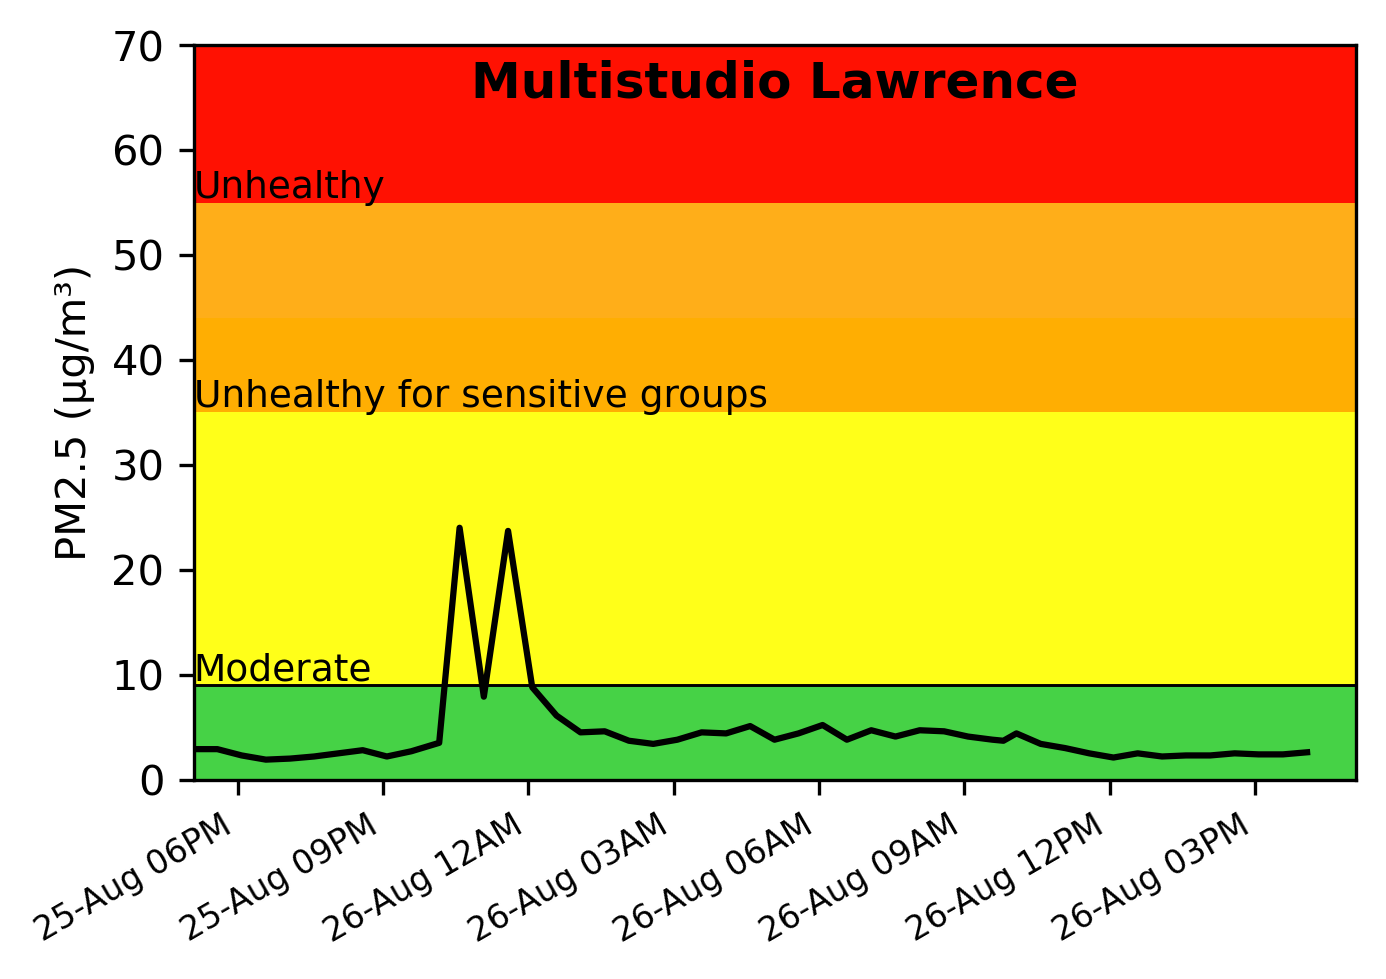 Multistudio Lawrence
70
60
Unhealthy
50
40
Unhealthy for sensitive groups
30
20
Moderate
10
0
PM2.5 (µg/m³)
25-Aug 06PM
25-Aug 09PM
26-Aug 12AM
26-Aug 03AM
26-Aug 06AM
26-Aug 09AM
26-Aug 12PM
26-Aug 03PM